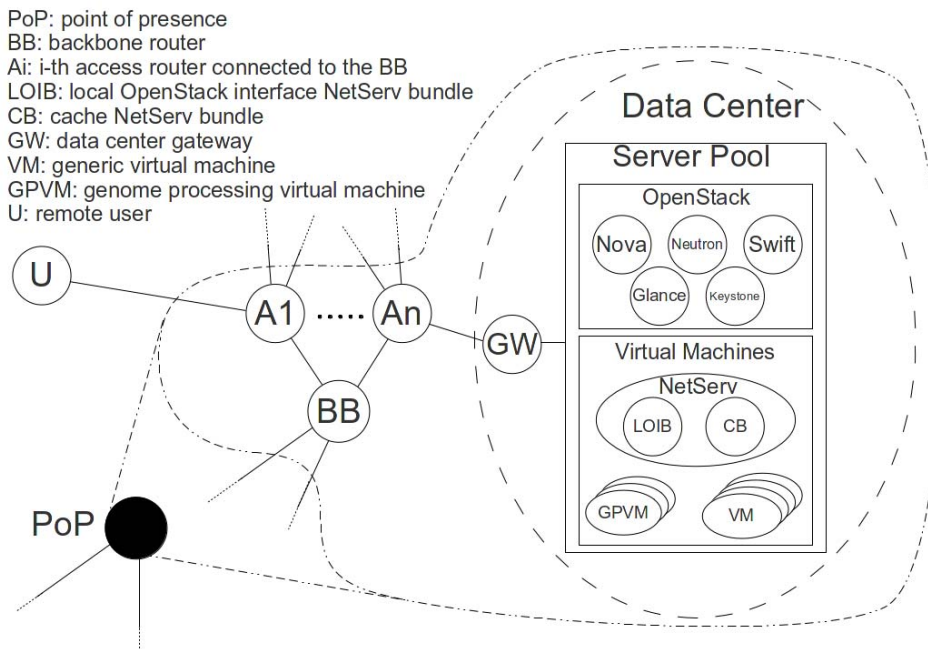 PoP: point of presence
BB: backbone router
Ai: i-th access router connected to the BB
LOIB: local OpenStack interface NetServ bundle
CB: cache NetServ bundle
GW: data center gateway
VM: generic virtual machine
GPVM: genome processing virtual machine
U: remote user
Data Center
Server Pool
OpenStack
Nova
Neutron
Swift
Glance
Keystone
U
A1
.....
An
GW
Virtual Machines
NetServ
LOIB
CB
BB
GPVM
VM
PoP